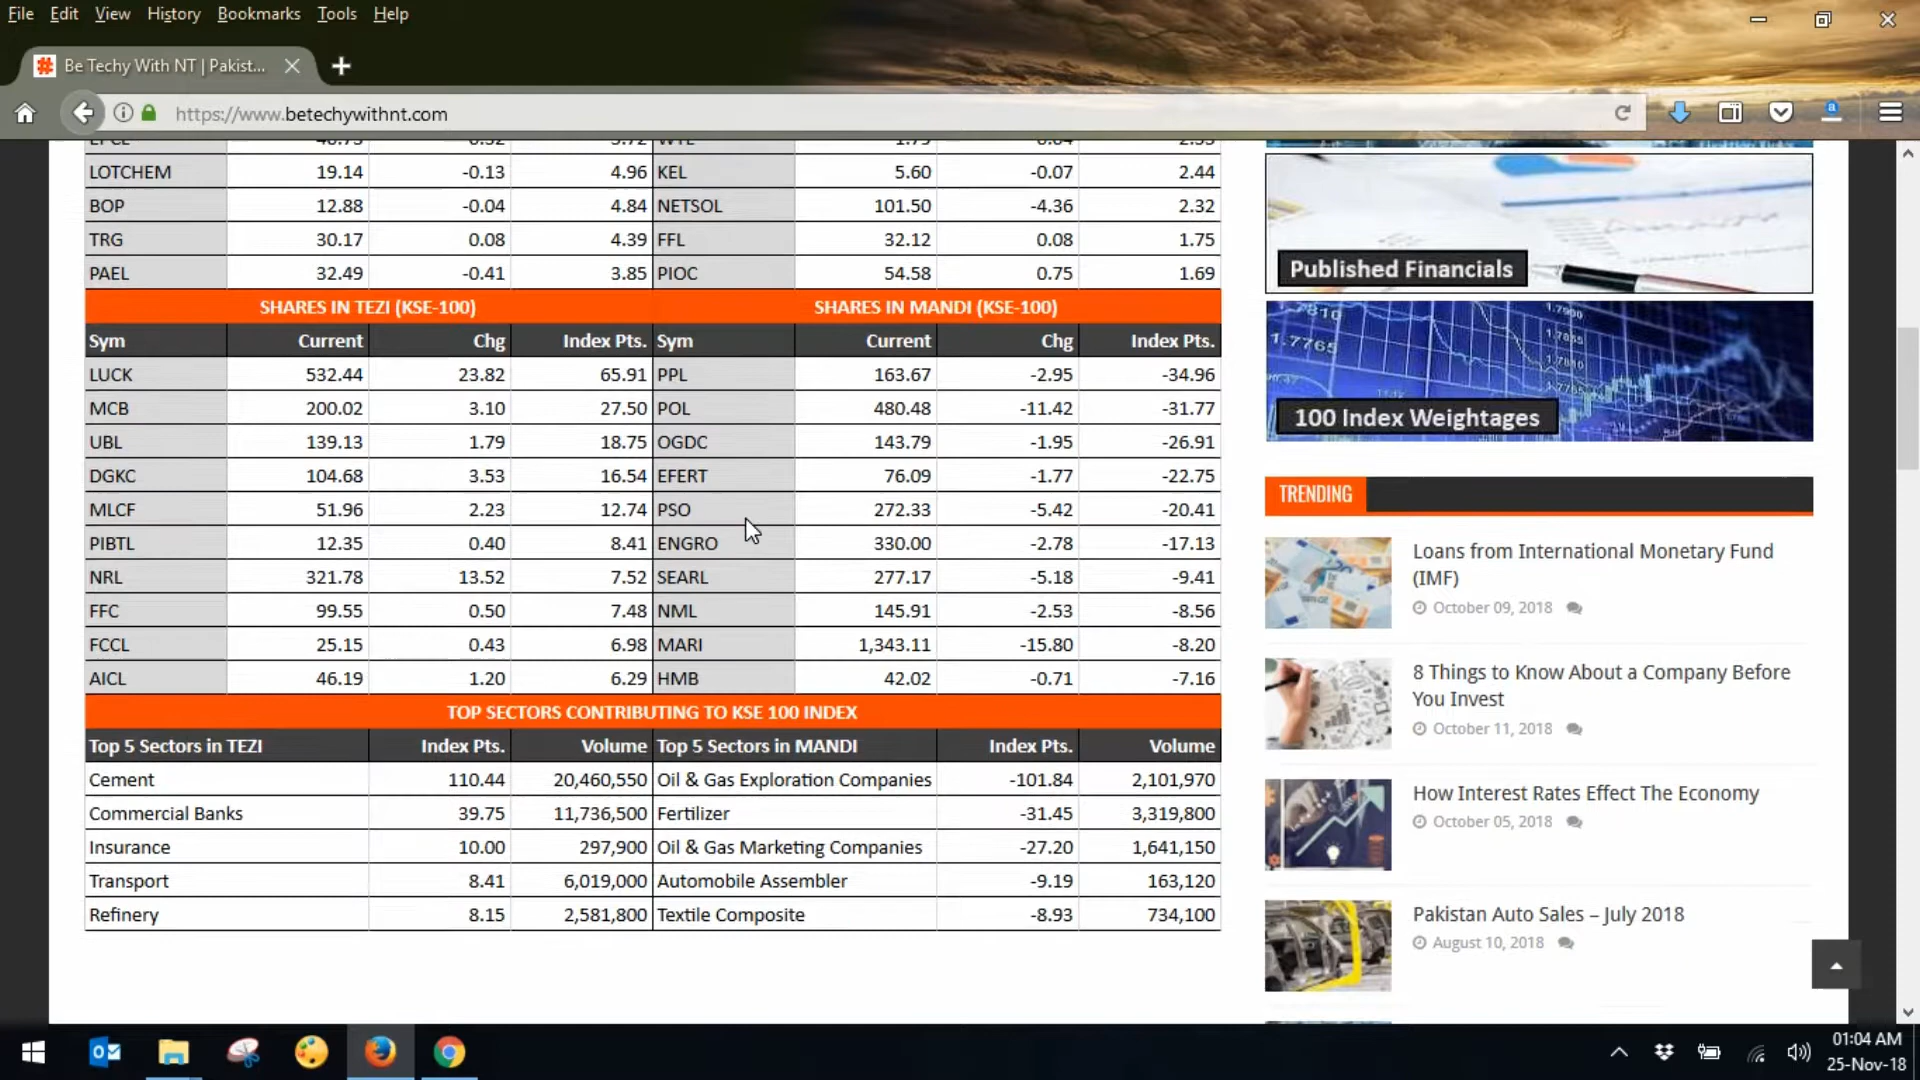 File Edit View History Bookmarks Tools Help
Be Techy With NT | Pakist...
https://www.betechywithnt.com
LOTCHEM 19.14 -0.13 4.96 KEL 5.60 -0.07 2.44
BOP 12.88 -0.04 4.84 NETSOL 101.50 -4.36 2.32
TRG 30.17 0.08 4.39 FFL 32.12 0.08 1.75
PAEL 32.49 -0.41 3.85 PIOC 54.58 0.75 1.69
SHARES IN TEZI (KSE-100) SHARES IN MANDI (KSE-100)
Sym Current Chg Index Pts. Sym Current Chg Index Pts.
LUCK 532.44 23.82 65.91 PPL 163.67 -2.95 -34.96
MCB 200.02 3.10 27.50 POL 480.48 -11.42 -31.77
UBL 139.13 1.79 18.75 OGDC 143.79 -1.95 -26.91
DGKC 104.68 3.53 16.54 EFERT 76.09 -1.77 -22.75
MLCF 51.96 2.23 12.74 PSO 272.33 -5.42 -20.41
PIBTL 12.35 0.40 8.41 ENGRO 330.00 -2.78 -17.13
NRL 321.78 13.52 7.52 SEARL 277.17 -5.18 -9.41
FFC 99.55 0.50 7.48 NML 145.91 -2.53 -8.56
FCCL 25.15 0.43 6.98 MARI 1,343.11 -15.80 -8.20
AICL 46.19 1.20 6.29 HMB 42.02 -0.71 -7.16
TOP SECTORS CONTRIBUTING TO KSE 100 INDEX
Top 5 Sectors in TEZI Index Pts. Volume Top 5 Sectors in MANDI Index Pts. Volume
Cement 110.44 20,460,550 Oil & Gas Exploration Companies -101.84 2,101,970
Commercial Banks 39.75 11,736,500 Fertilizer -31.45 3,319,800
Insurance 10.00 297,900 Oil & Gas Marketing Companies -27.20 1,641,150
Transport 8.41 6,019,000 Automobile Assembler -9.19 163,120
Refinery 8.15 2,581,800 Textile Composite -8.93 734,100
Published Financials
1.7765
100 Index Weightages
TRENDING
Loans from International Monetary Fund
(IMF)
October 09, 2018
8 Things to Know About a Company Before
You Invest
October 11, 2018
How Interest Rates Effect The Economy
October 05, 2018
Pakistan Auto Sales – July 2018
August 10, 2018
01:04 AM
25-Nov-18